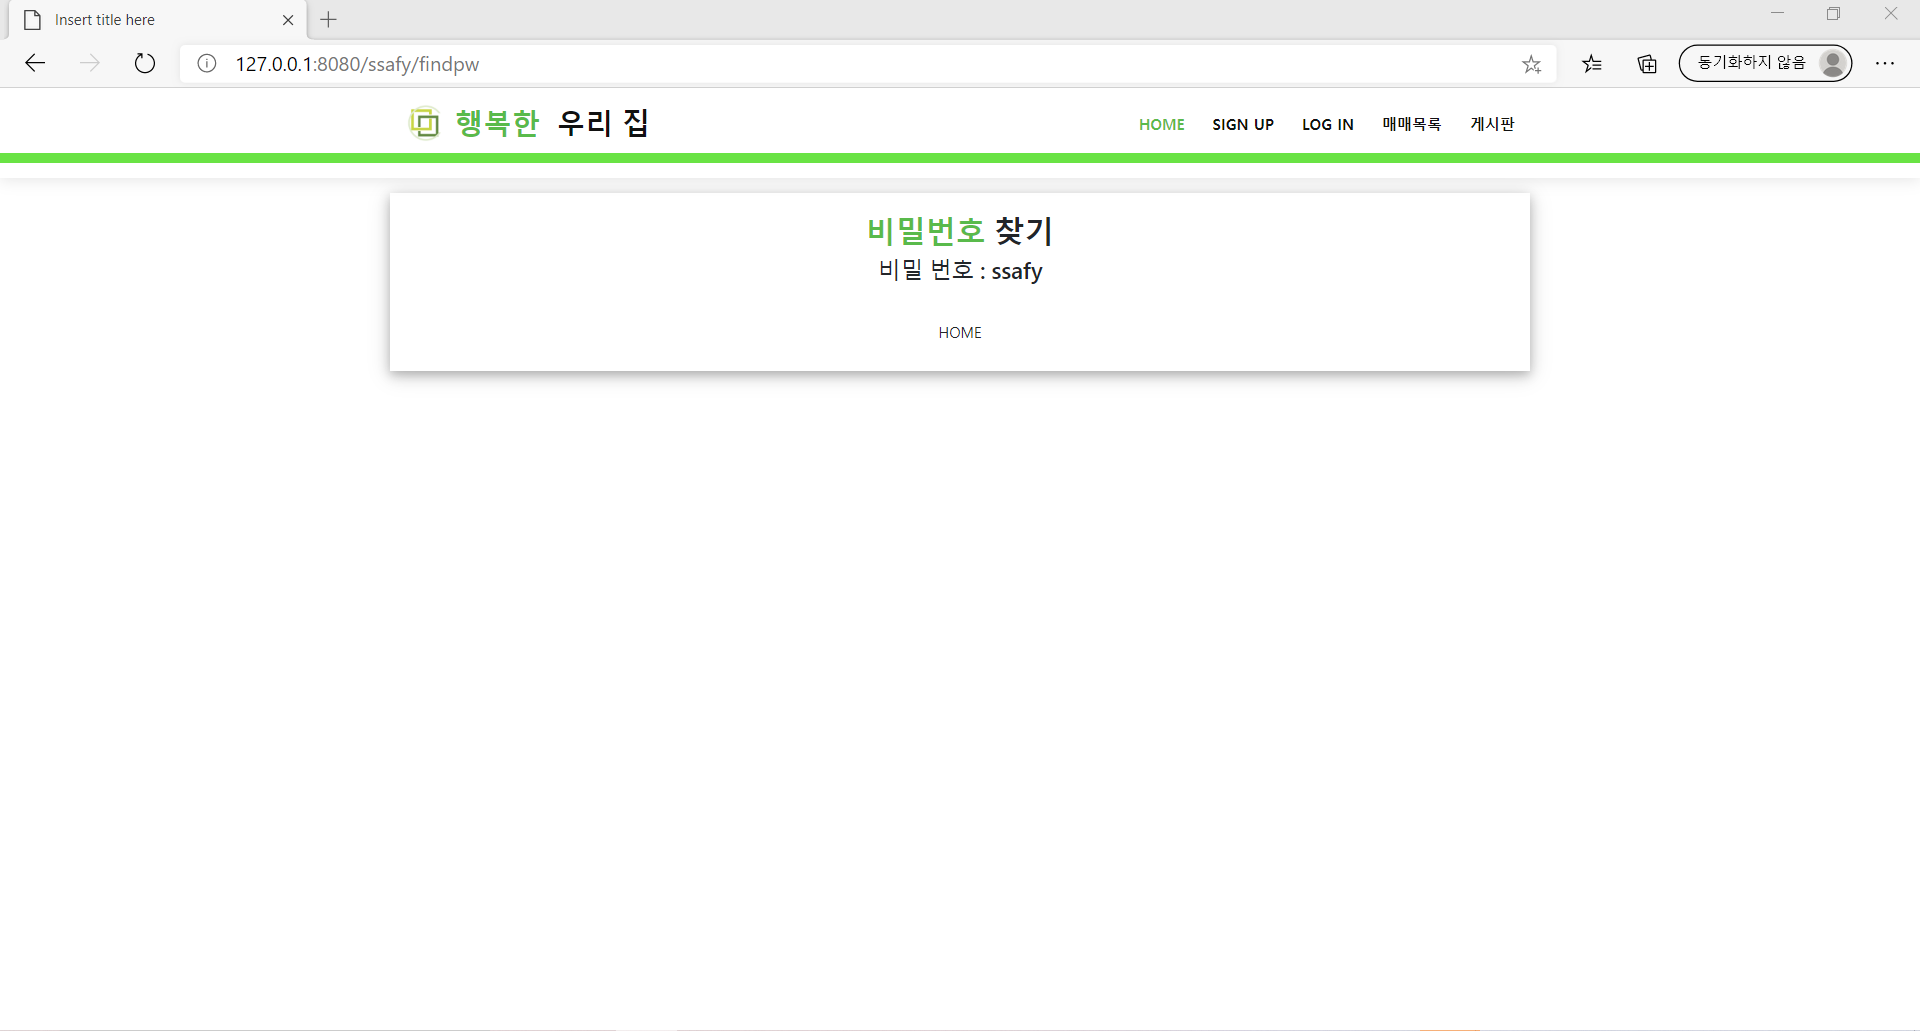 Insert title here
127.0.0.1:8080/ssafy/findpw
동기화하지 않음
행복한 우리 집
HOME SIGN UP LOG IN 매매목록 게시판
비밀번호 찾기
비밀 번호 : ssafy
HOME